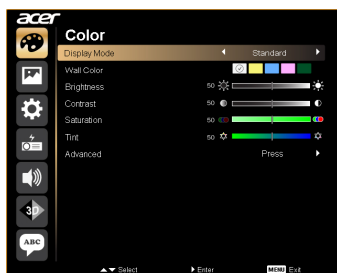 acer
Color
Display Mode Standard
Wall Color
Brightness 50
Contrast 50
Saturation 50
Tint 50
Advanced Press
3D
ABC
Select Enter MENU Exit